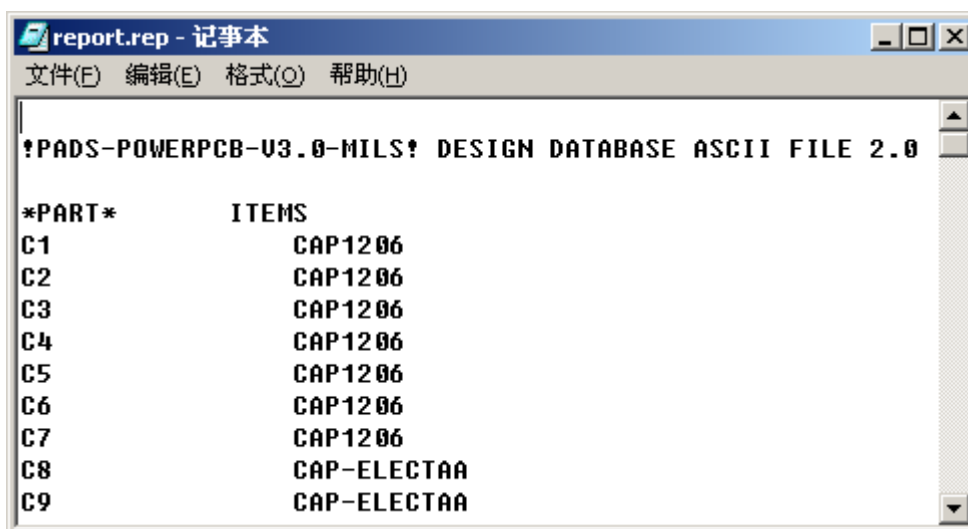 report.rep - 记事本
文件(F) 编辑(E) 格式(O) 帮助(H)
!PADS-POWERPCB-V3.0-MILS! DESIGN DATABASE ASCII FILE 2.0
*PART* ITEMS
C1 CAP1206
C2 CAP1206
C3 CAP1206
C4 CAP1206
C5 CAP1206
C6 CAP1206
C7 CAP1206
C8 CAP-ELECTAA
C9 CAP-ELECTAA